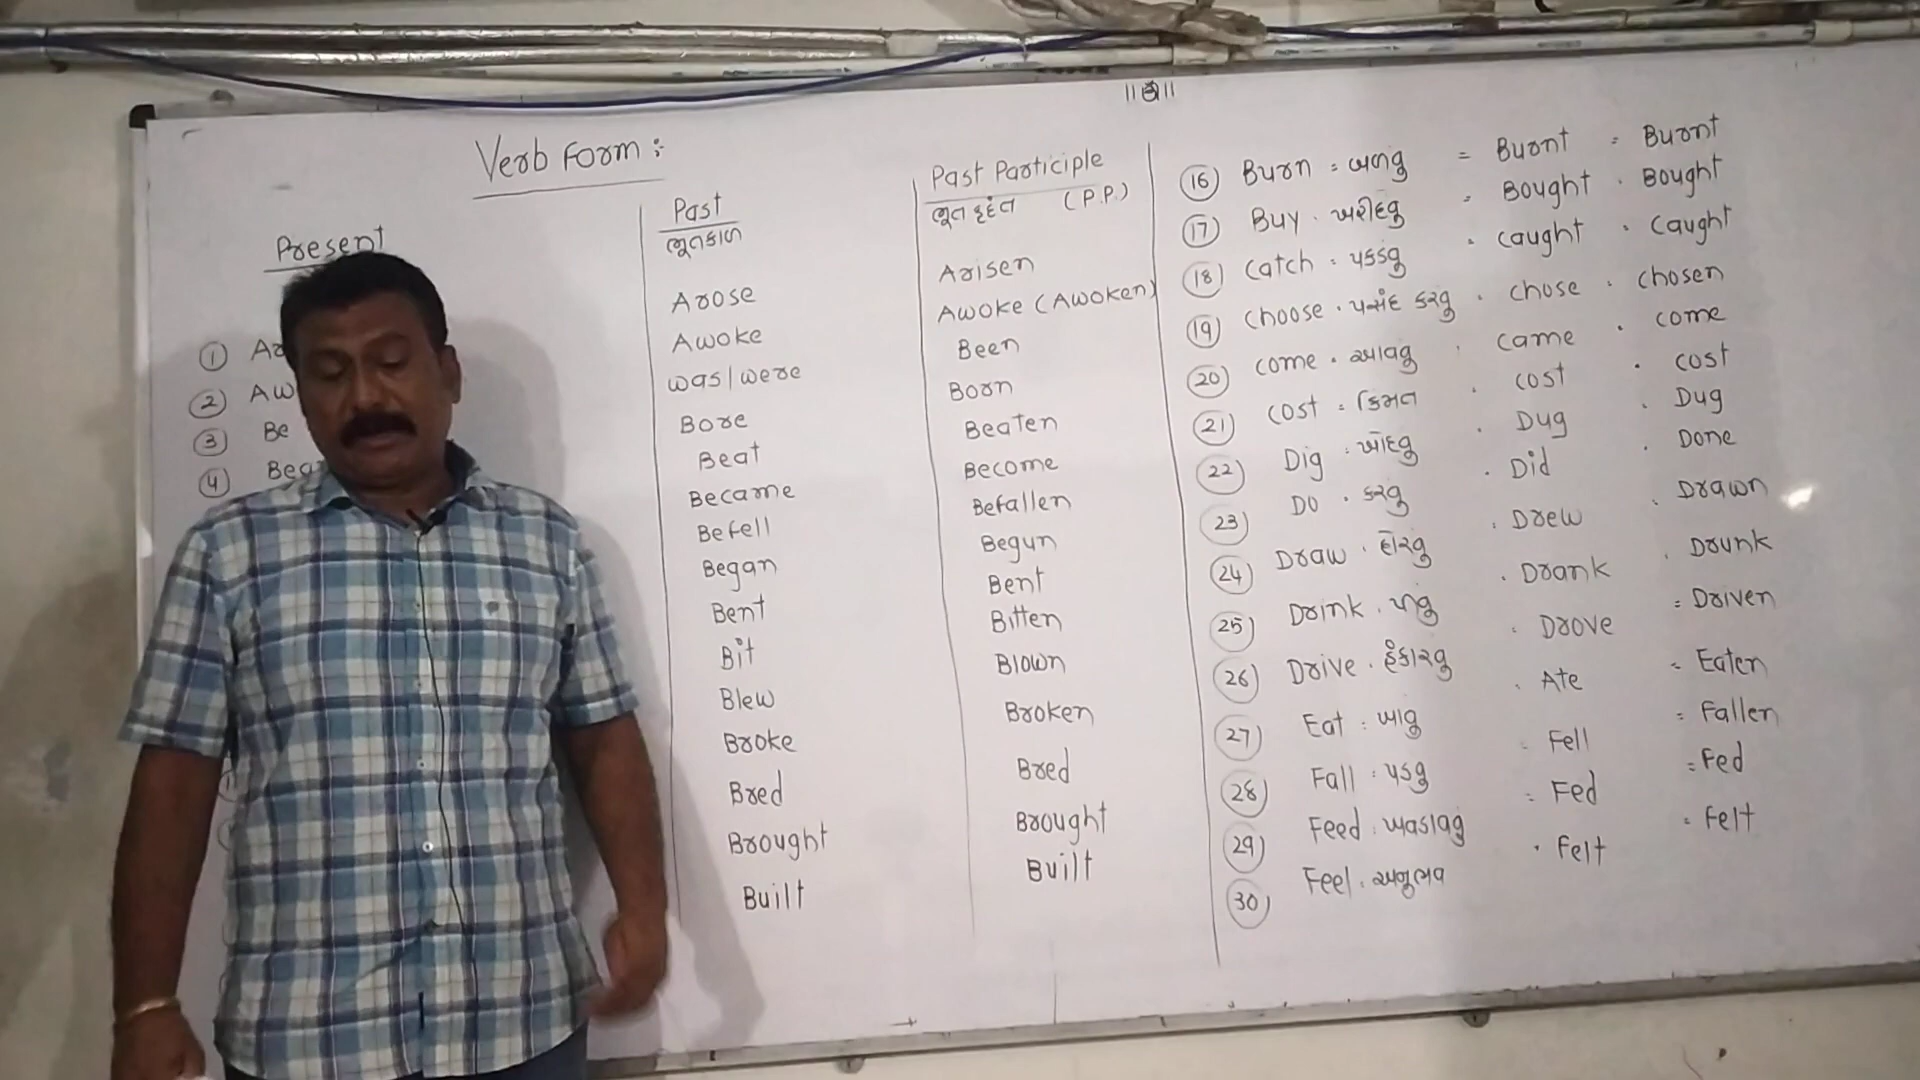 ||ૐ||
Verb Form :
Present
Past
ભૂતકાળ
Past Participle
ભૂત કૃદંત (P.P.)
① Ar
② Aw
③ Be
④ Bea
Arose
Awoke
was/were
Bore
Beat
Became
Befell
Began
Bent
Bit
Blew
Broke
Bred
Brought
Built
Arisen
Awoke (Awoken)
Been
Born
Beaten
Become
Befallen
Begun
Bent
Bitten
Blown
Broken
Bred
Brought
Built
⑯ Burn = બળવુ = Burnt = Burnt
⑰ Buy . ખરીદવુ = Bought . Bought
⑱ Catch = પકડવુ . Caught . Caught
⑲ Choose . પસંદ કરવુ . Chose . Chosen
⑳ Come . આવવુ . Came . Come
㉑ Cost = કિંમત . Cost . Cost
㉒ Dig = ખોદવુ . Dug . Dug
㉓ Do . કરવુ . Did . Done
㉔ Draw . દોરવુ . Drew . Drawn
㉕ Drink . પીવુ . Drank . Drunk
㉖ Drive . હંકારવુ . Drove = Driven
㉗ Eat = ખાવુ . Ate = Eaten
㉘ Fall = પડવુ = Fell = Fallen
㉙ Feed = ખવડાવવુ = Fed = Fed
㉚ Feel = અનુભવ . Felt = Felt